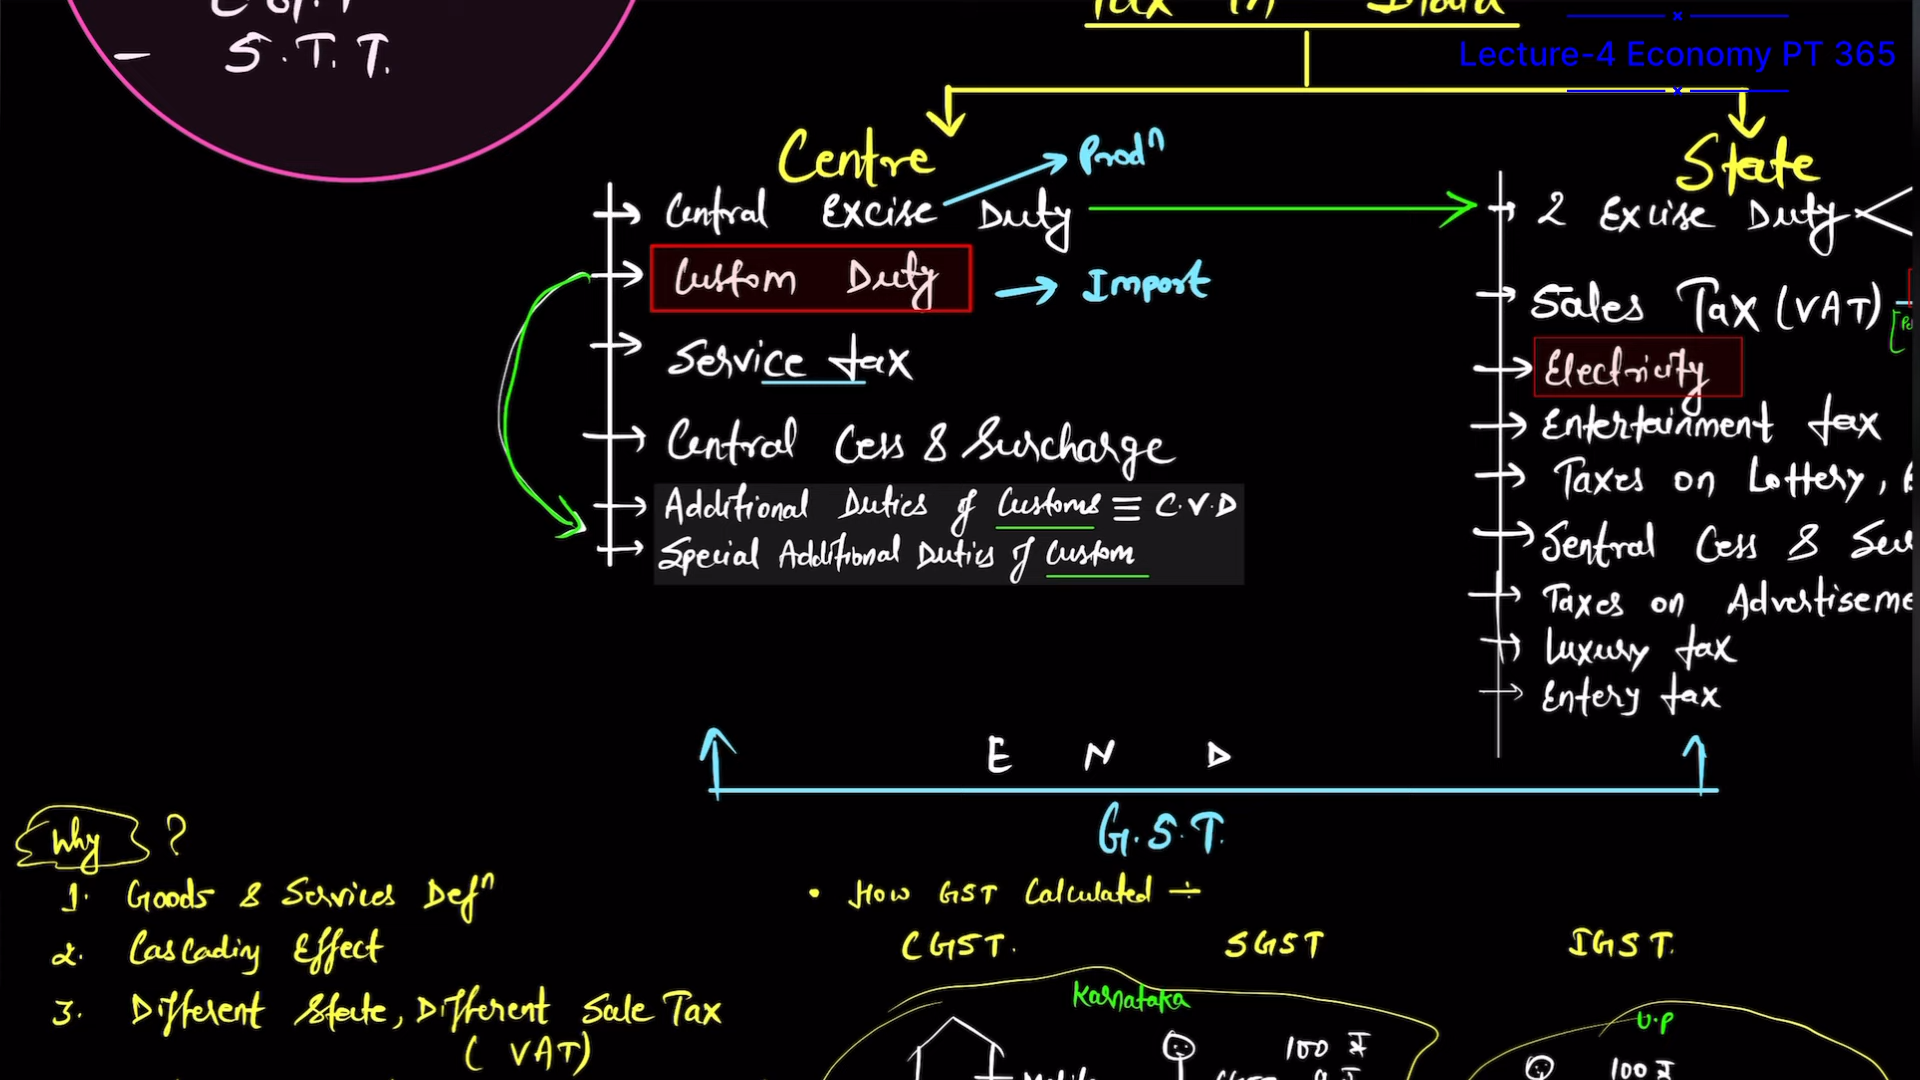 - S.T.T.
Tax in
Lecture-4 Economy PT 365
Centre
State
→ Central Excise Duty
Prodⁿ
→ Custom Duty → Import
→ Service tax
→ Central Cess & Surcharge
→ Additional Duties of Customs ≡ C.V.D
→ Special Additional Duties of Custom
→ 2 Excise Duty
→ Sales Tax (VAT)
→ Electricity
→ Entertainment tax
→ Taxes on Lottery,
→ Sentral Cess &
→ Taxes on
→ Luxury tax
→ Entery tax
E N D
G.S.T.
Why ?
1. Goods & Services Defⁿ
2. Cascading Effect
3. Different State, Different Sale Tax
(VAT)
• How GST Calculated ÷
CGST. SGST IGST.
Karnataka
100 ₹
U.P
100 ₹